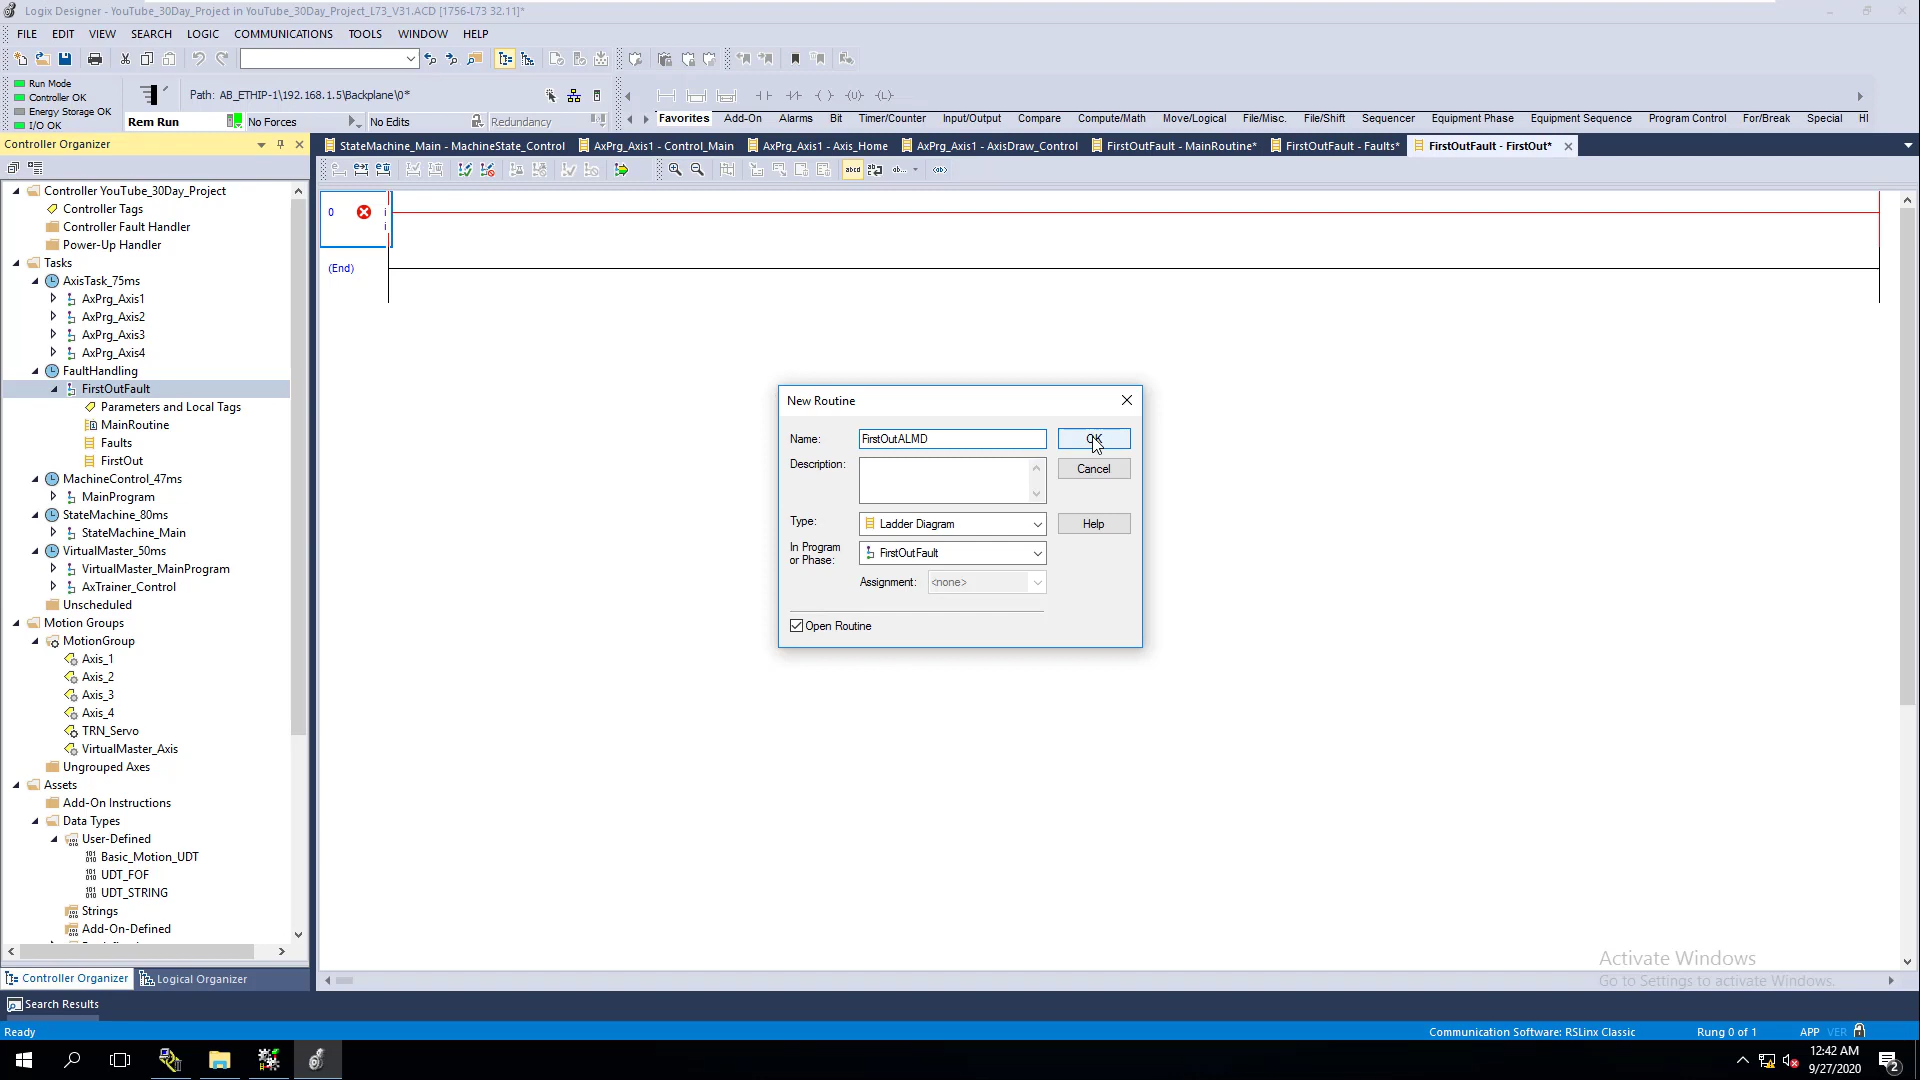 Logix Designer - YouTube_30Day_Project in YouTube_30Day_Project_L73_V31.ACD [1756-L73 32.11]*
FILE EDIT VIEW SEARCH LOGIC COMMUNICATIONS TOOLS WINDOW HELP
Run Mode
Controller OK
Energy Storage OK
I/O OK
Path: AB_ETHIP-1\192.168.1.5\Backplane\0*
Rem Run No Forces No Edits Redundancy
Favorites Add-On Alarms Bit Timer/Counter Input/Output Compare Compute/Math Move/Logical File/Misc. File/Shift Sequencer Equipment Phase Equipment Sequence Program Control For/Break Special HI
Controller Organizer
StateMachine_Main - MachineState_Control AxPrg_Axis1 - Control_Main AxPrg_Axis1 - Axis_Home AxPrg_Axis1 - AxisDraw_Control FirstOutFault - MainRoutine* FirstOutFault - Faults* FirstOutFault - FirstOut*
Controller YouTube_30Day_Project
Controller Tags
Controller Fault Handler
Power-Up Handler
Tasks
AxisTask_75ms
AxPrg_Axis1
AxPrg_Axis2
AxPrg_Axis3
AxPrg_Axis4
FaultHandling
FirstOutFault
Parameters and Local Tags
MainRoutine
Faults
FirstOut
MachineControl_47ms
MainProgram
StateMachine_80ms
StateMachine_Main
VirtualMaster_50ms
VirtualMaster_MainProgram
AxTrainer_Control
Unscheduled
Motion Groups
MotionGroup
Axis_1
Axis_2
Axis_3
Axis_4
TRN_Servo
VirtualMaster_Axis
Ungrouped Axes
Assets
Add-On Instructions
Data Types
User-Defined
Basic_Motion_UDT
UDT_FOF
UDT_STRING
Strings
Add-On-Defined
Controller Organizer Logical Organizer
0
i
i
(End)
New Routine
Name: FirstOutALMD OK
Description: Cancel
Type: Ladder Diagram Help
In Program
or Phase: FirstOutFault
Assignment: <none>
Open Routine
Activate Windows
Go to Settings to activate Windows.
Search Results
Ready Communication Software: RSLinx Classic Rung 0 of 1 APP VER
12:42 AM
9/27/2020
2